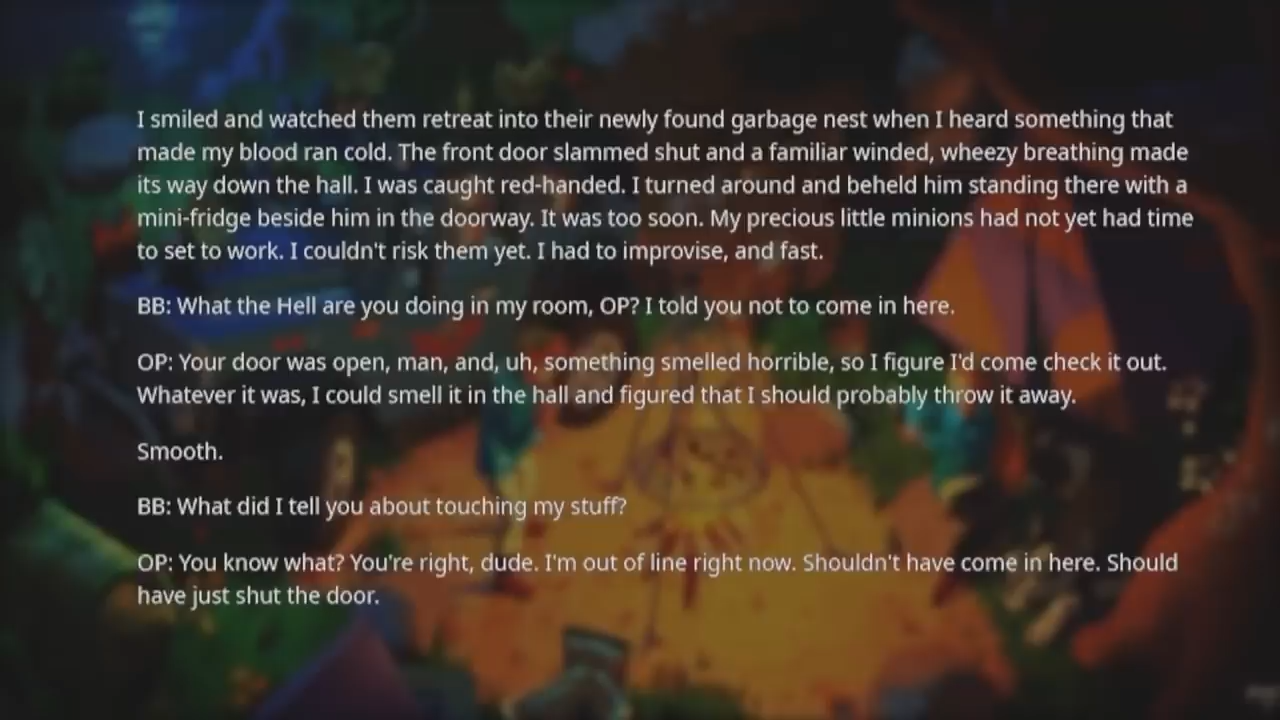 I smiled and watched them retreat into their newly found garbage nest when I heard something that
made my blood ran cold. The front door slammed shut and a familiar winded, wheezy breathing made
its way down the hall. I was caught red-handed. I turned around and beheld him standing there with a
mini-fridge beside him in the doorway. It was too soon. My precious little minions had not yet had time
to set to work. I couldn't risk them yet. I had to improvise, and fast.
BB: What the Hell are you doing in my room, OP? I told you not to come in here.
OP: Your door was open, man, and, uh, something smelled horrible, so I figure I'd come check it out.
Whatever it was, I could smell it in the hall and figured that I should probably throw it away.
Smooth.
BB: What did I tell you about touching my stuff?
OP: You know what? You're right, dude. I'm out of line right now. Shouldn't have come in here. Should
have just shut the door.